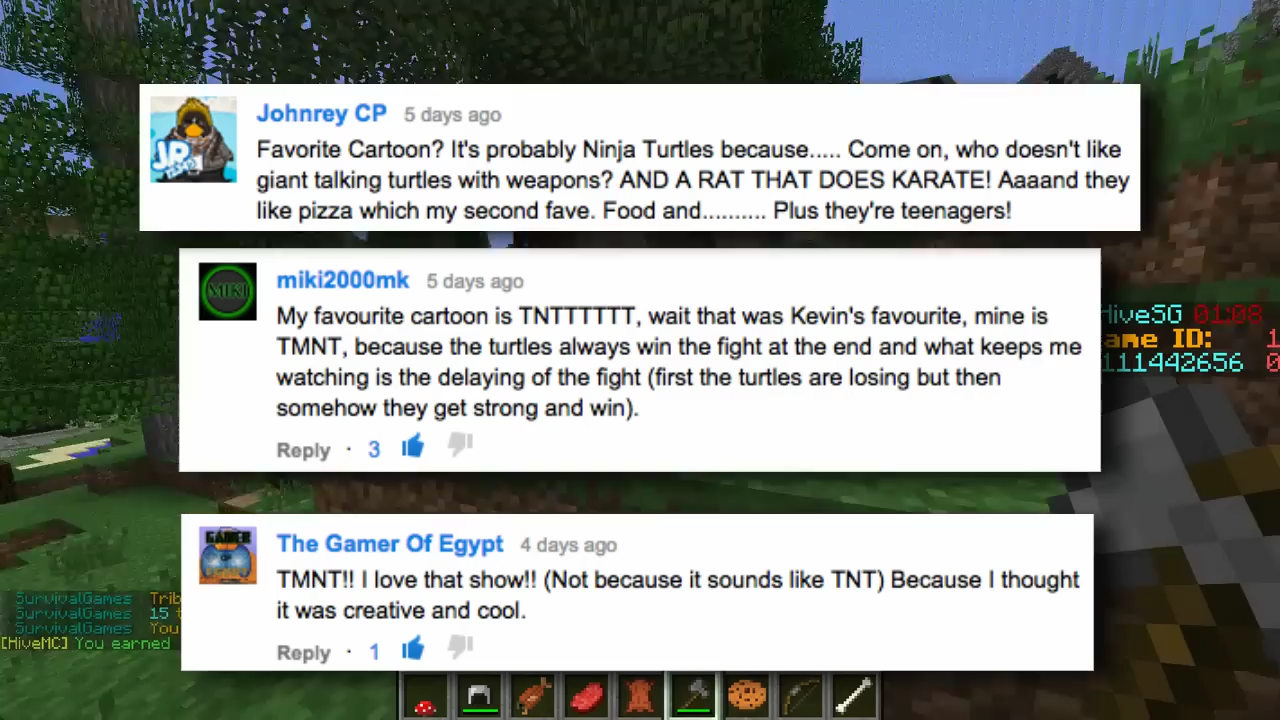 Johnrey CP 5 days ago
Favorite Cartoon? It's probably Ninja Turtles because..... Come on, who doesn't like
giant talking turtles with weapons? AND A RAT THAT DOES KARATE! Aaaand they
like pizza which my second fave. Food and.......... Plus they're teenagers!
MIKI
miki2000mk 5 days ago
My favourite cartoon is TNTTTTTT, wait that was Kevin's favourite, mine is
TMNT, because the turtles always win the fight at the end and what keeps me
watching is the delaying of the fight (first the turtles are losing but then
somehow they get strong and win).
Reply · 3
HiveSG 01:08
ame ID: 1
111442656 0
GAMER
The Gamer Of Egypt 4 days ago
TMNT!! I love that show!! (Not because it sounds like TNT) Because I thought
it was creative and cool.
Reply · 1
SurvivalGames Trib
SurvivalGames 15
SurvivalGames You
[HiveMC] You earned